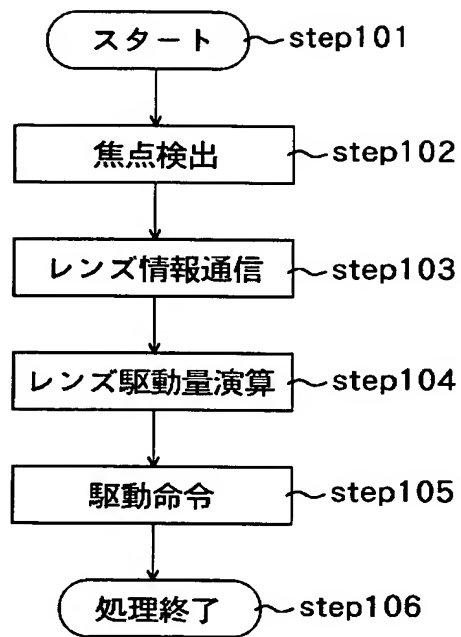 スタート step101
焦点検出 step102
レンズ情報通信 step103
レンズ駆動量演算 step104
駆動命令 step105
処理終了 step106